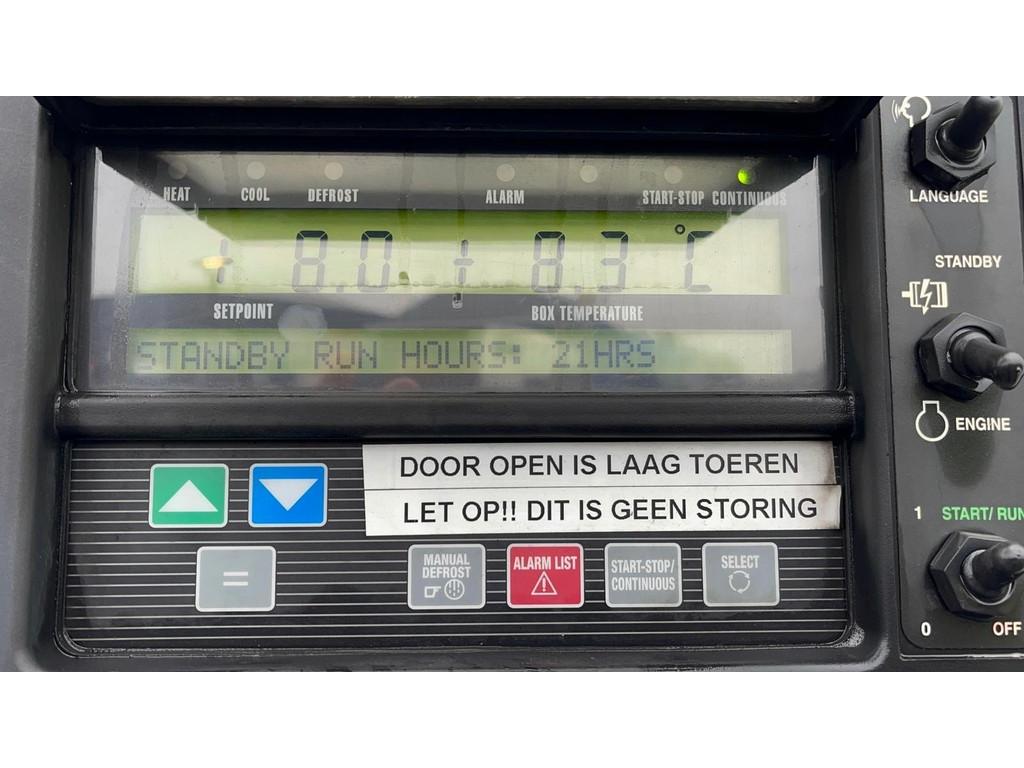 HEAT COOL DEFROST ALARM START-STOP CONTINUOUS
LANGUAGE
+ 8.0 + 8.3 °C
STANDBY
SETPOINT BOX TEMPERATURE
STANDBY RUN HOURS: 21HRS
ENGINE
DOOR OPEN IS LAAG TOEREN
LET OP!! DIT IS GEEN STORING
1 START/RUN
=
MANUAL DEFROST
ALARM LIST
START-STOP/
CONTINUOUS
SELECT
0 OFF